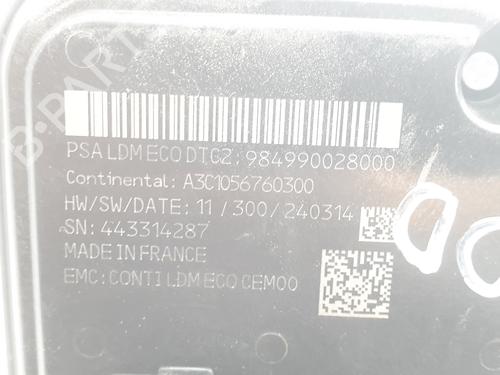 B-PARTS
PSA LDM ECO DTC2: 984990028000
Continental: A3C1056760300
HW/SW/DATE: 11 / 300 / 240314
SN: 443314287
MADE IN FRANCE
EMC: CONTI LDM ECO CEM00